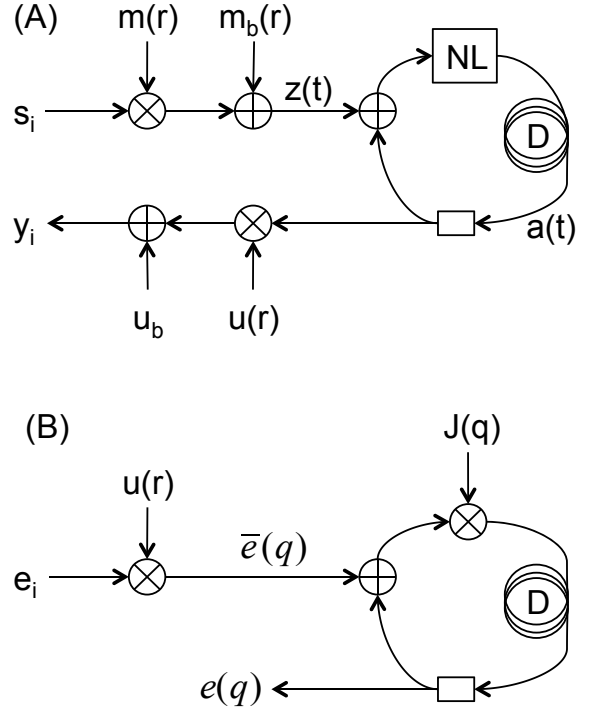 (A)
m(r)
m_b(r)
NL
s_i
z(t)
D
y_i
a(t)
u_b
u(r)
(B)
J(q)
u(r)
e̅(q)
e_i
D
e(q)